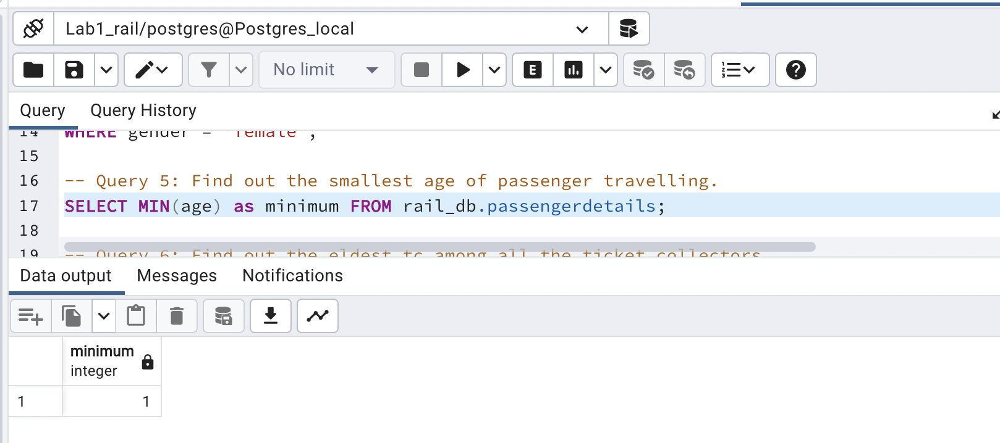 Lab1_rail/postgres@Postgres_local
No limit
E
Query Query History
14 WHERE gender = 'female';
15
16 -- Query 5: Find out the smallest age of passenger travelling.
17 SELECT MIN(age) as minimum FROM rail_db.passengerdetails;
18
19 -- Query 6: Find out the eldest tc among all the ticket collectors
Data output Messages Notifications
minimum
integer
1 1